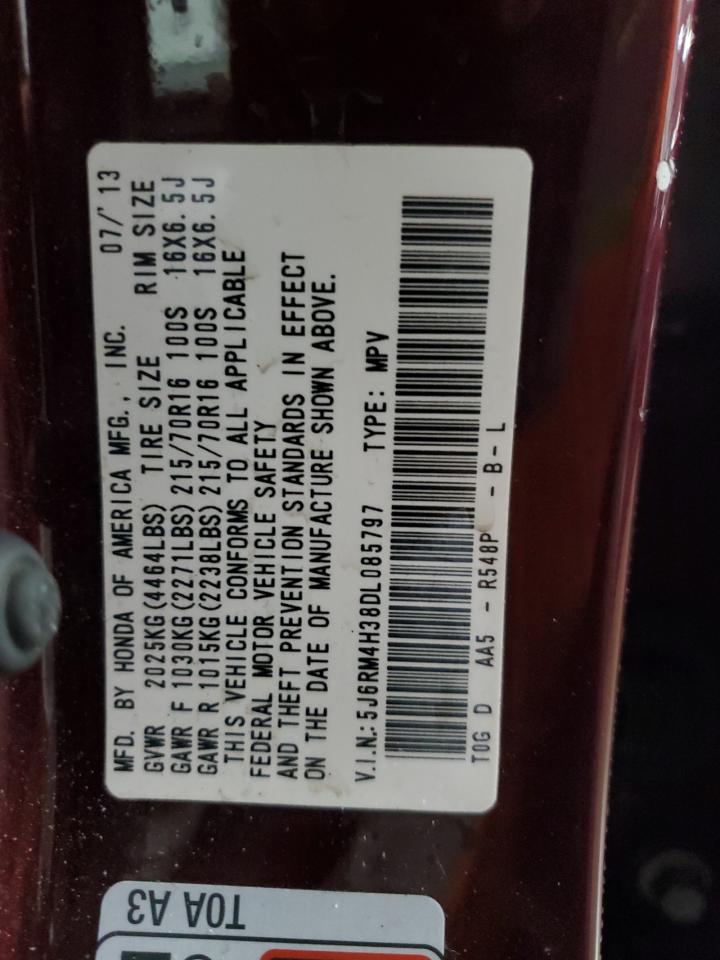 MFD. BY HONDA OF AMERICA MFG., INC. 07/'13
GVWR 2025KG(4464LBS) TIRE SIZE RIM SIZE
GAWR F 1030KG(2271LBS) 215/70R16 100S 16X6.5J
GAWR R 1015KG(2238LBS) 215/70R16 100S 16X6.5J
THIS VEHICLE CONFORMS TO ALL APPLICABLE
FEDERAL MOTOR VEHICLE SAFETY
AND THEFT PREVENTION STANDARDS IN EFFECT
ON THE DATE OF MANUFACTURE SHOWN ABOVE.
V.I.N.: 5J6RM4H38DL085797 TYPE: MPV
T0G D AA5 - R548P - B - L
T0A A3